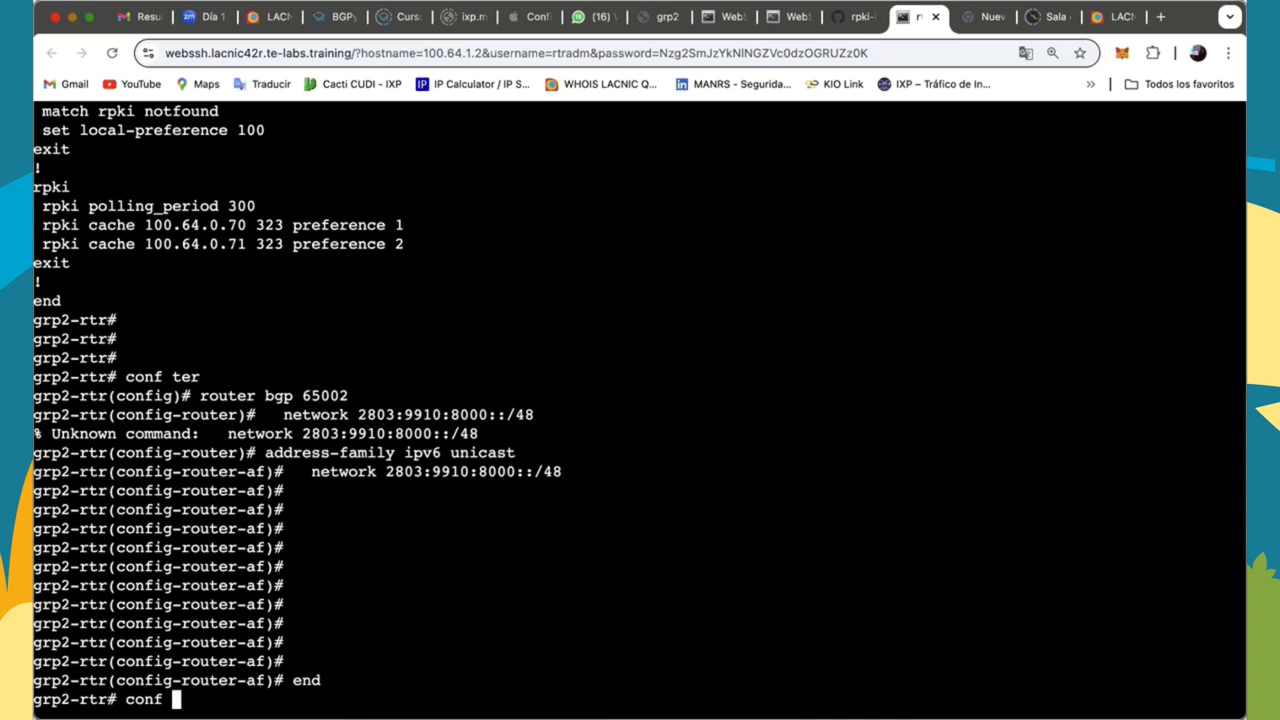 Resu
Día 1
LACN
BGPy
Curso
ixp.m
Confi
(16)
grp2
WebS
WebS
rpki-
rt
Nuev
Sala
LACN
webssh.lacnic42r.te-labs.training/?hostname=100.64.1.2&username=rtradm&password=Nzg2SmJzYkNlNGZVc0dzOGRUZz0K
Gmail
YouTube
Maps
Traducir
Cacti CUDI - IXP
IP Calculator / IP S...
WHOIS LACNIC Q...
MANRS - Segurida...
KIO Link
IXP – Tráfico de In...
»
Todos los favoritos
match rpki notfound
set local-preference 100
exit
!
rpki
rpki polling_period 300
rpki cache 100.64.0.70 323 preference 1
rpki cache 100.64.0.71 323 preference 2
exit
!
end
grp2-rtr#
grp2-rtr#
grp2-rtr#
grp2-rtr# conf ter
grp2-rtr(config)# router bgp 65002
grp2-rtr(config-router)#   network 2803:9910:8000::/48
% Unknown command:   network 2803:9910:8000::/48
grp2-rtr(config-router)# address-family ipv6 unicast
grp2-rtr(config-router-af)#   network 2803:9910:8000::/48
grp2-rtr(config-router-af)#
grp2-rtr(config-router-af)#
grp2-rtr(config-router-af)#
grp2-rtr(config-router-af)#
grp2-rtr(config-router-af)#
grp2-rtr(config-router-af)#
grp2-rtr(config-router-af)#
grp2-rtr(config-router-af)#
grp2-rtr(config-router-af)#
grp2-rtr(config-router-af)#
grp2-rtr(config-router-af)# end
grp2-rtr# conf